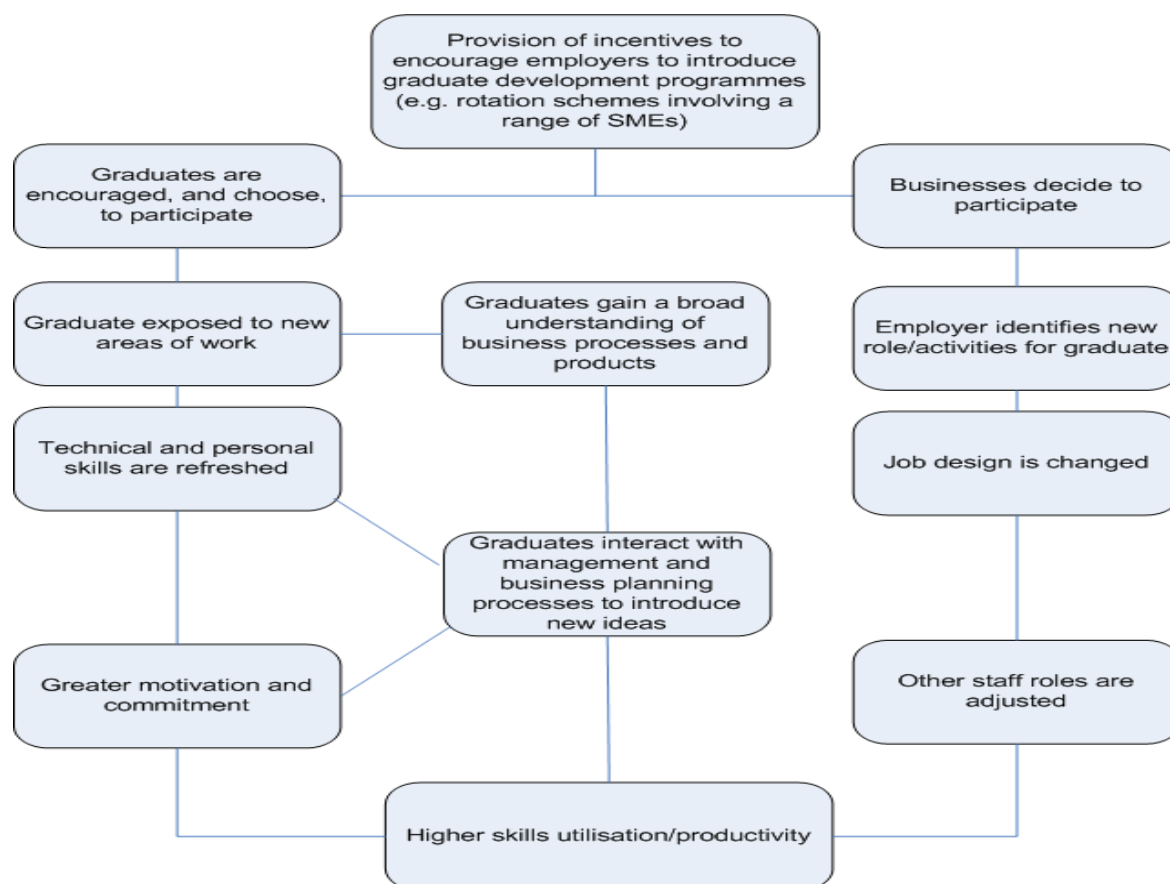 Provision of incentives to
encourage employers to introduce
graduate development programmes
(e.g. rotation schemes involving a
range of SMEs)
Graduates are
encouraged, and choose,
to participate
Businesses decide to
participate
Graduate exposed to new
areas of work
Graduates gain a broad
understanding of
business processes and
products
Employer identifies new
role/activities for graduate
Technical and personal
skills are refreshed
Job design is changed
Graduates interact with
management and
business planning
processes to introduce
new ideas
Greater motivation and
commitment
Other staff roles are
adjusted
Higher skills utilisation/productivity